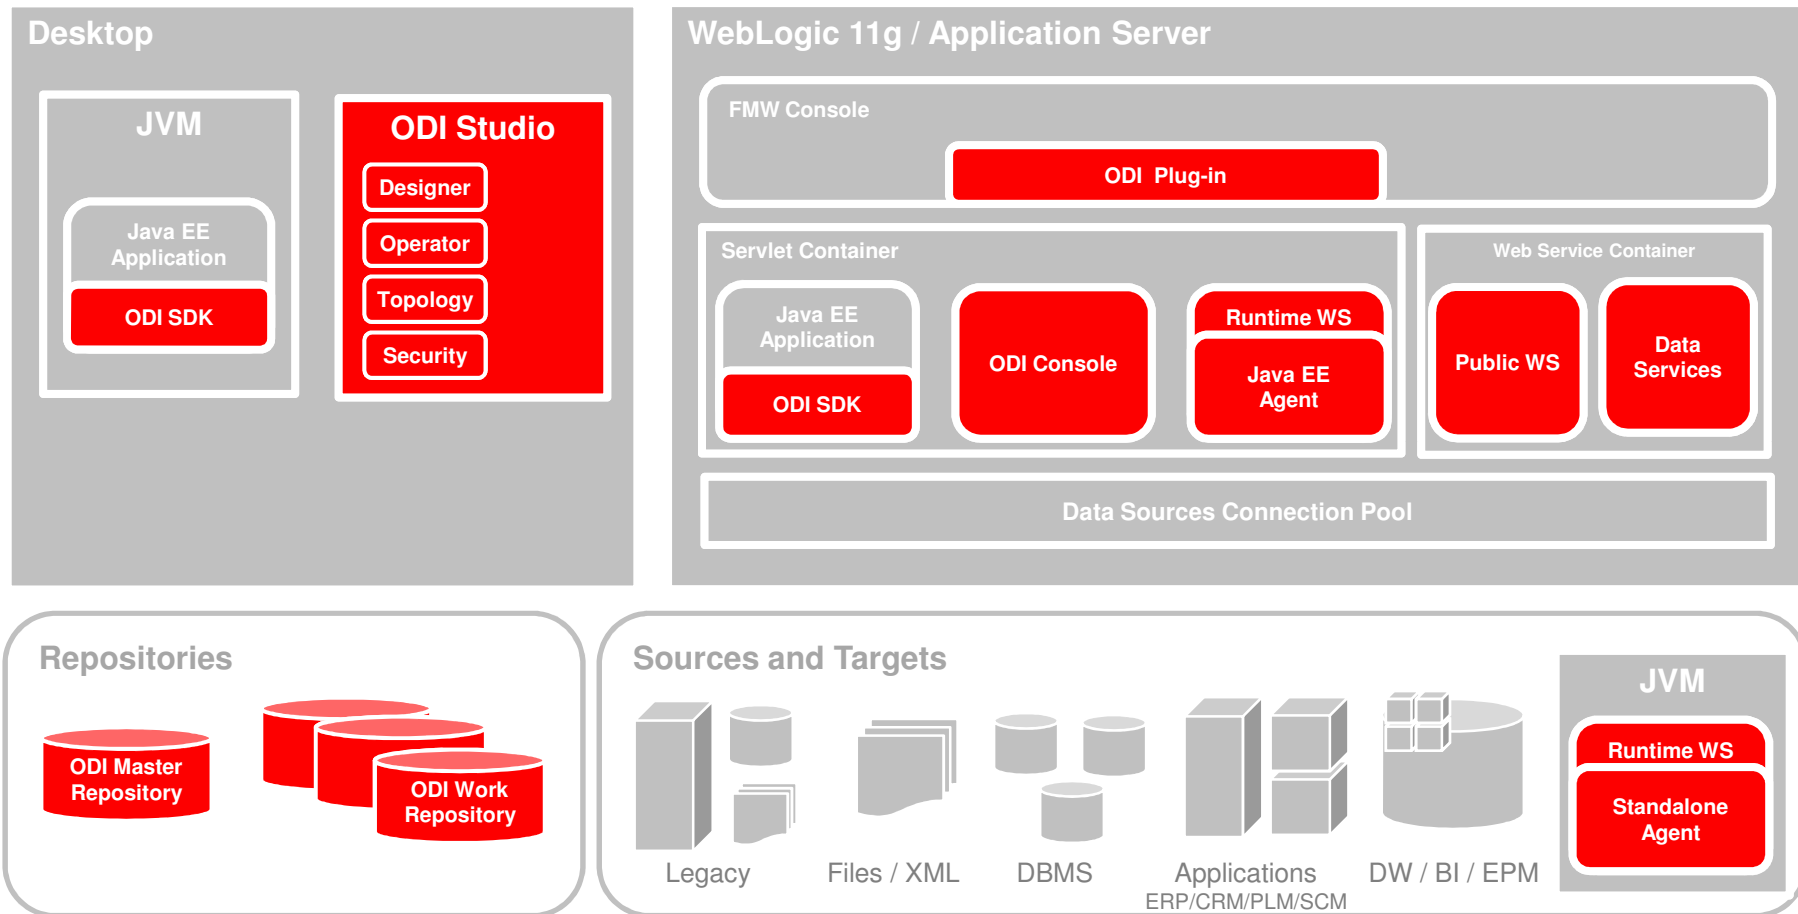 Desktop
JVM
Java EE
Application
ODI SDK
ODI Studio
Designer
Operator
Topology
Security
WebLogic 11g / Application Server
FMW Console
ODI Plug-in
Servlet Container
Java EE
Application
ODI SDK
ODI Console
Runtime WS
Java EE
Agent
Web Service Container
Public WS
Data
Services
Data Sources Connection Pool
Repositories
ODI Master
Repository
ODI Work
Repository
Sources and Targets
Legacy
Files / XML
DBMS
Applications
ERP/CRM/PLM/SCM
DW / BI / EPM
JVM
Runtime WS
Standalone
Agent